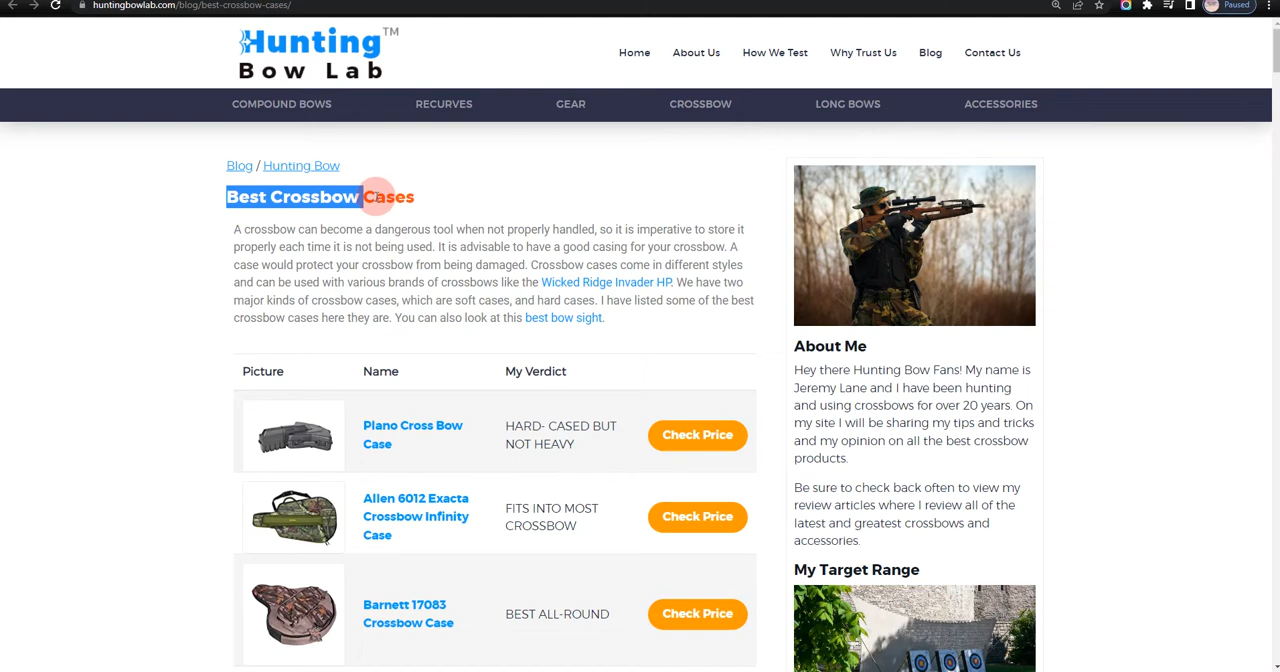 huntingbowlab.com/blog/best-crossbow-cases/
Paused
Hunting TM
Bow Lab
Home About Us How We Test Why Trust Us Blog Contact Us
COMPOUND BOWS RECURVES GEAR CROSSBOW LONG BOWS ACCESSORIES
Blog / Hunting Bow
Best Crossbow Cases
A crossbow can become a dangerous tool when not properly handled, so it is imperative to store it
properly each time it is not being used. It is advisable to have a good casing for your crossbow. A
case would protect your crossbow from being damaged. Crossbow cases come in different styles
and can be used with various brands of crossbows like the Wicked Ridge Invader HP. We have two
major kinds of crossbow cases, which are soft cases, and hard cases. I have listed some of the best
crossbow cases here they are. You can also look at this best bow sight.
Picture Name My Verdict
Plano Cross Bow
Case
HARD- CASED BUT
NOT HEAVY
Check Price
Allen 6012 Exacta
Crossbow Infinity
Case
FITS INTO MOST
CROSSBOW
Check Price
Barnett 17083
Crossbow Case
BEST ALL-ROUND
Check Price
About Me
Hey there Hunting Bow Fans! My name is
Jeremy Lane and I have been hunting
and using crossbows for over 20 years. On
my site I will be sharing my tips and tricks
and my opinion on all the best crossbow
products.
Be sure to check back often to view my
review articles where I review all of the
latest and greatest crossbows and
accessories.
My Target Range